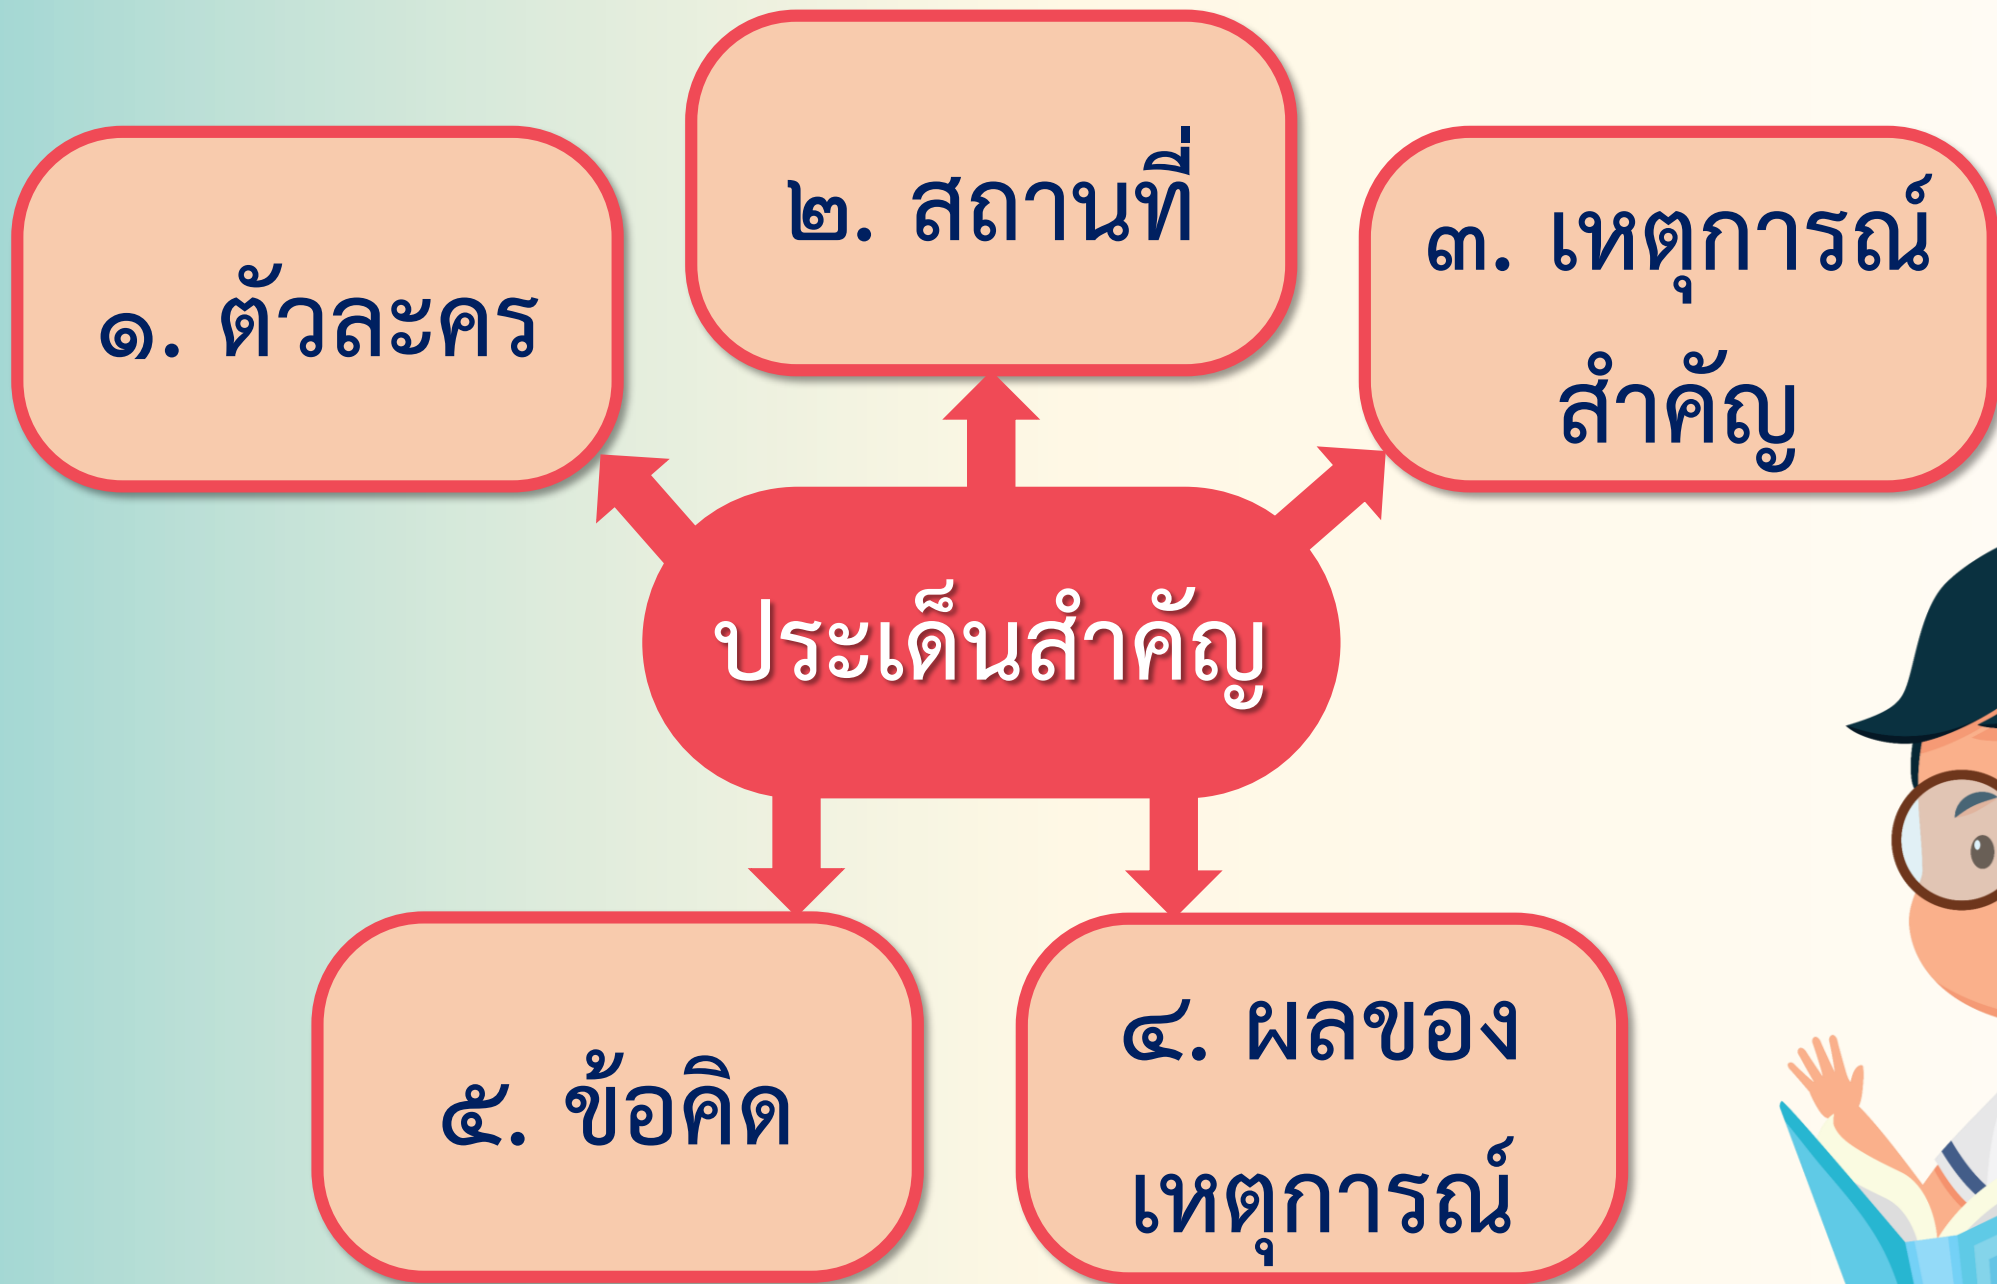 ๑. ตัวละคร
๒. สถานที่
๓. เหตุการณ์
สำคัญ
ประเด็นสำคัญ
๕. ข้อคิด
๔. ผลของ
เหตุการณ์